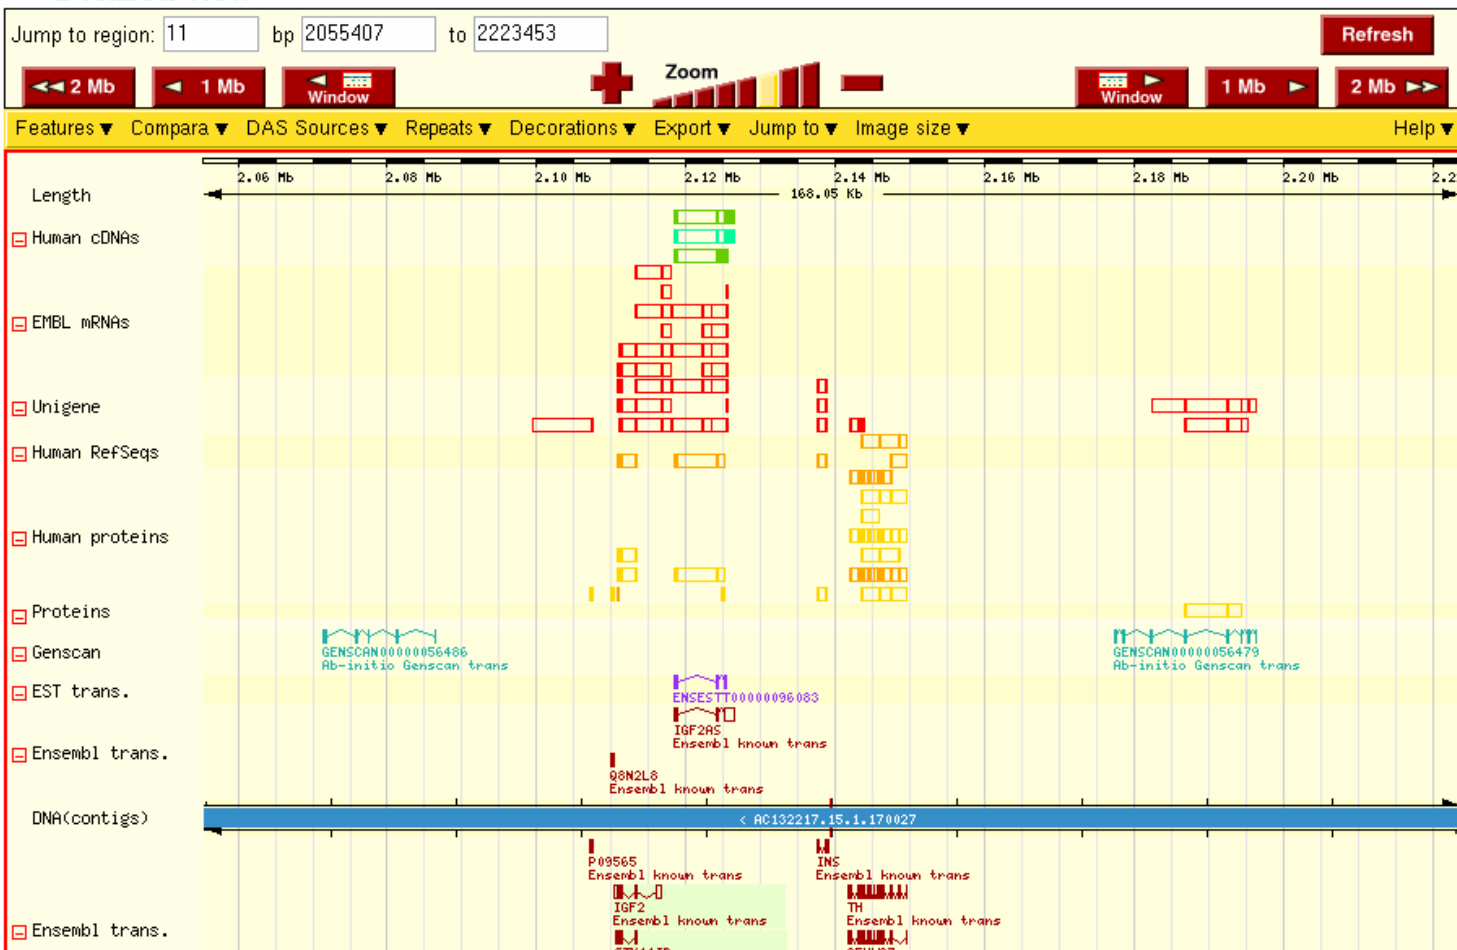 Jump to region: 11 bp 2055407 to 2223453 Refresh
2 Mb 1 Mb Window Zoom Window 1 Mb 2 Mb
Features Compara DAS Sources Repeats Decorations Export Jump to Image size Help
2.06 Mb 2.08 Mb 2.10 Mb 2.12 Mb 2.14 Mb 2.16 Mb 2.18 Mb 2.20 Mb 2.2
Length 168.05 Kb
Human cDNAs
EMBL mRNAs
Unigene
Human RefSeqs
Human proteins
Proteins
Genscan
GENSCAN00000056486 GENSCAN00000056479
Ab-initio Genscan trans Ab-initio Genscan trans
EST trans.
ENSESTT00000096083
IGF2AS
Ensembl known trans
Ensembl trans.
Q8N2L8
Ensembl known trans
DNA(contigs) < AC132217.15.1.170027
P09565 INS
Ensembl known trans Ensembl known trans
IGF2 TH
Ensembl known trans Ensembl known trans
Ensembl trans.